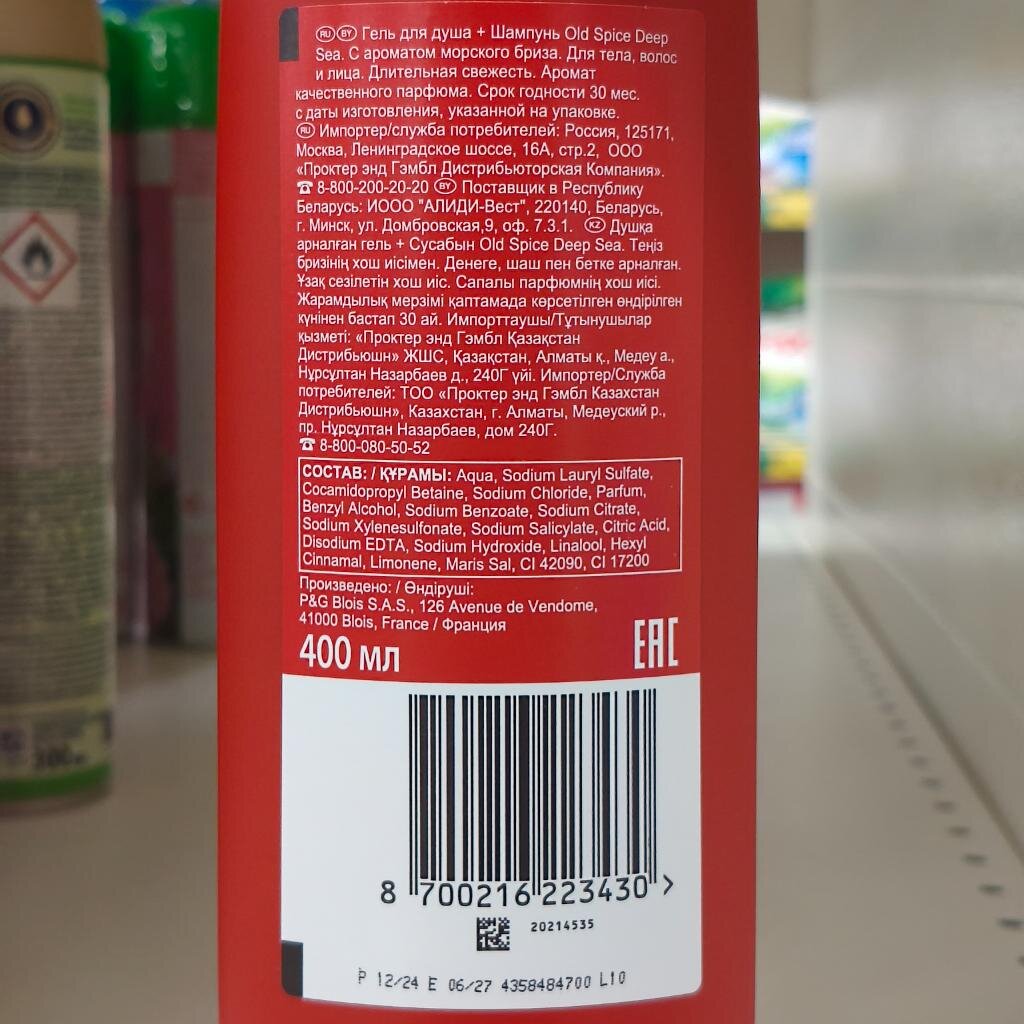 RU BY Гель для душа + Шампунь Old Spice Deep
Sea. С ароматом морского бриза. Для тела, волос
и лица. Длительная свежесть. Аромат
качественного парфюма. Срок годности 30 мес.
с даты изготовления, указанной на упаковке.
RU Импортер/служба потребителей: Россия, 125171,
Москва, Ленинградское шоссе, 16А, стр.2, ООО
«Проктер энд Гэмбл Дистрибьюторская Компания».
☎ 8-800-200-20-20 BY Поставщик в Республику
Беларусь: ИООО "АЛИДИ-Вест", 220140, Беларусь,
г. Минск, ул. Домбровская,9, оф. 7.3.1. KZ Душқа
арналған гель + Сусабын Old Spice Deep Sea. Теңіз
бризінің хош иісімен. Денеге, шаш пен бетке арналған.
Ұзақ сезілетін хош иіс. Сапалы парфюмнің хош иісі.
Жарамдылық мерзімі қаптамада көрсетілген өндірілген
күнінен бастап 30 ай. Импорттаушы/Тұтынушылар
қызметі: «Проктер энд Гэмбл Қазақстан
Дистрибьюшн» ЖШС, Қазақстан, Алматы қ., Медеу а.,
Нұрсұлтан Назарбаев д., 240Г үйі. Импортер/Служба
потребителей: ТОО «Проктер энд Гэмбл Казахстан
Дистрибьюшн», Казахстан, г. Алматы, Медеуский р.,
пр. Нұрсұлтан Назарбаев, дом 240Г.
☎ 8-800-080-50-52
СОСТАВ: / ҚҰРАМЫ: Aqua, Sodium Lauryl Sulfate,
Cocamidopropyl Betaine, Sodium Chloride, Parfum,
Benzyl Alcohol, Sodium Benzoate, Sodium Citrate,
Sodium Xylenesulfonate, Sodium Salicylate, Citric Acid,
Disodium EDTA, Sodium Hydroxide, Linalool, Hexyl
Cinnamal, Limonene, Maris Sal, CI 42090, CI 17200
Произведено: / Өндіруші:
P&G Blois S.A.S., 126 Avenue de Vendome,
41000 Blois, France / Франция
400 мл
EAC
8 700216 223430 >
20214535
P 12/24 E 06/27 4358484700 L10